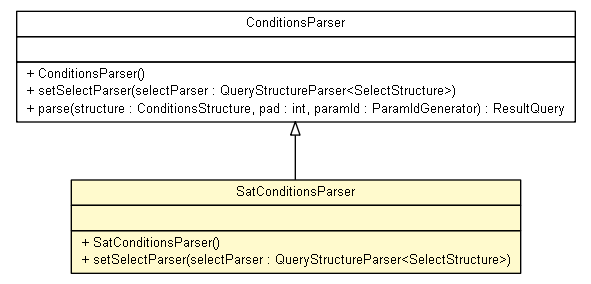 ConditionsParser
+ ConditionsParser()
+ setSelectParser(selectParser : QueryStructureParser<SelectStructure>)
+ parse(structure : ConditionsStructure, pad : int, paramId : ParamIdGenerator) : ResultQuery
SatConditionsParser
+ SatConditionsParser()
+ setSelectParser(selectParser : QueryStructureParser<SelectStructure>)